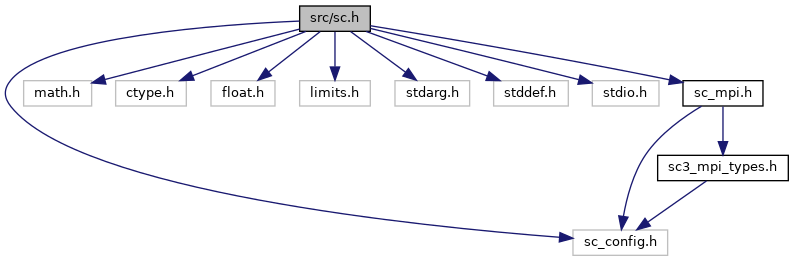 src/sc.h
math.h
ctype.h
float.h
limits.h
stdarg.h
stddef.h
stdio.h
sc_mpi.h
sc3_mpi_types.h
sc_config.h